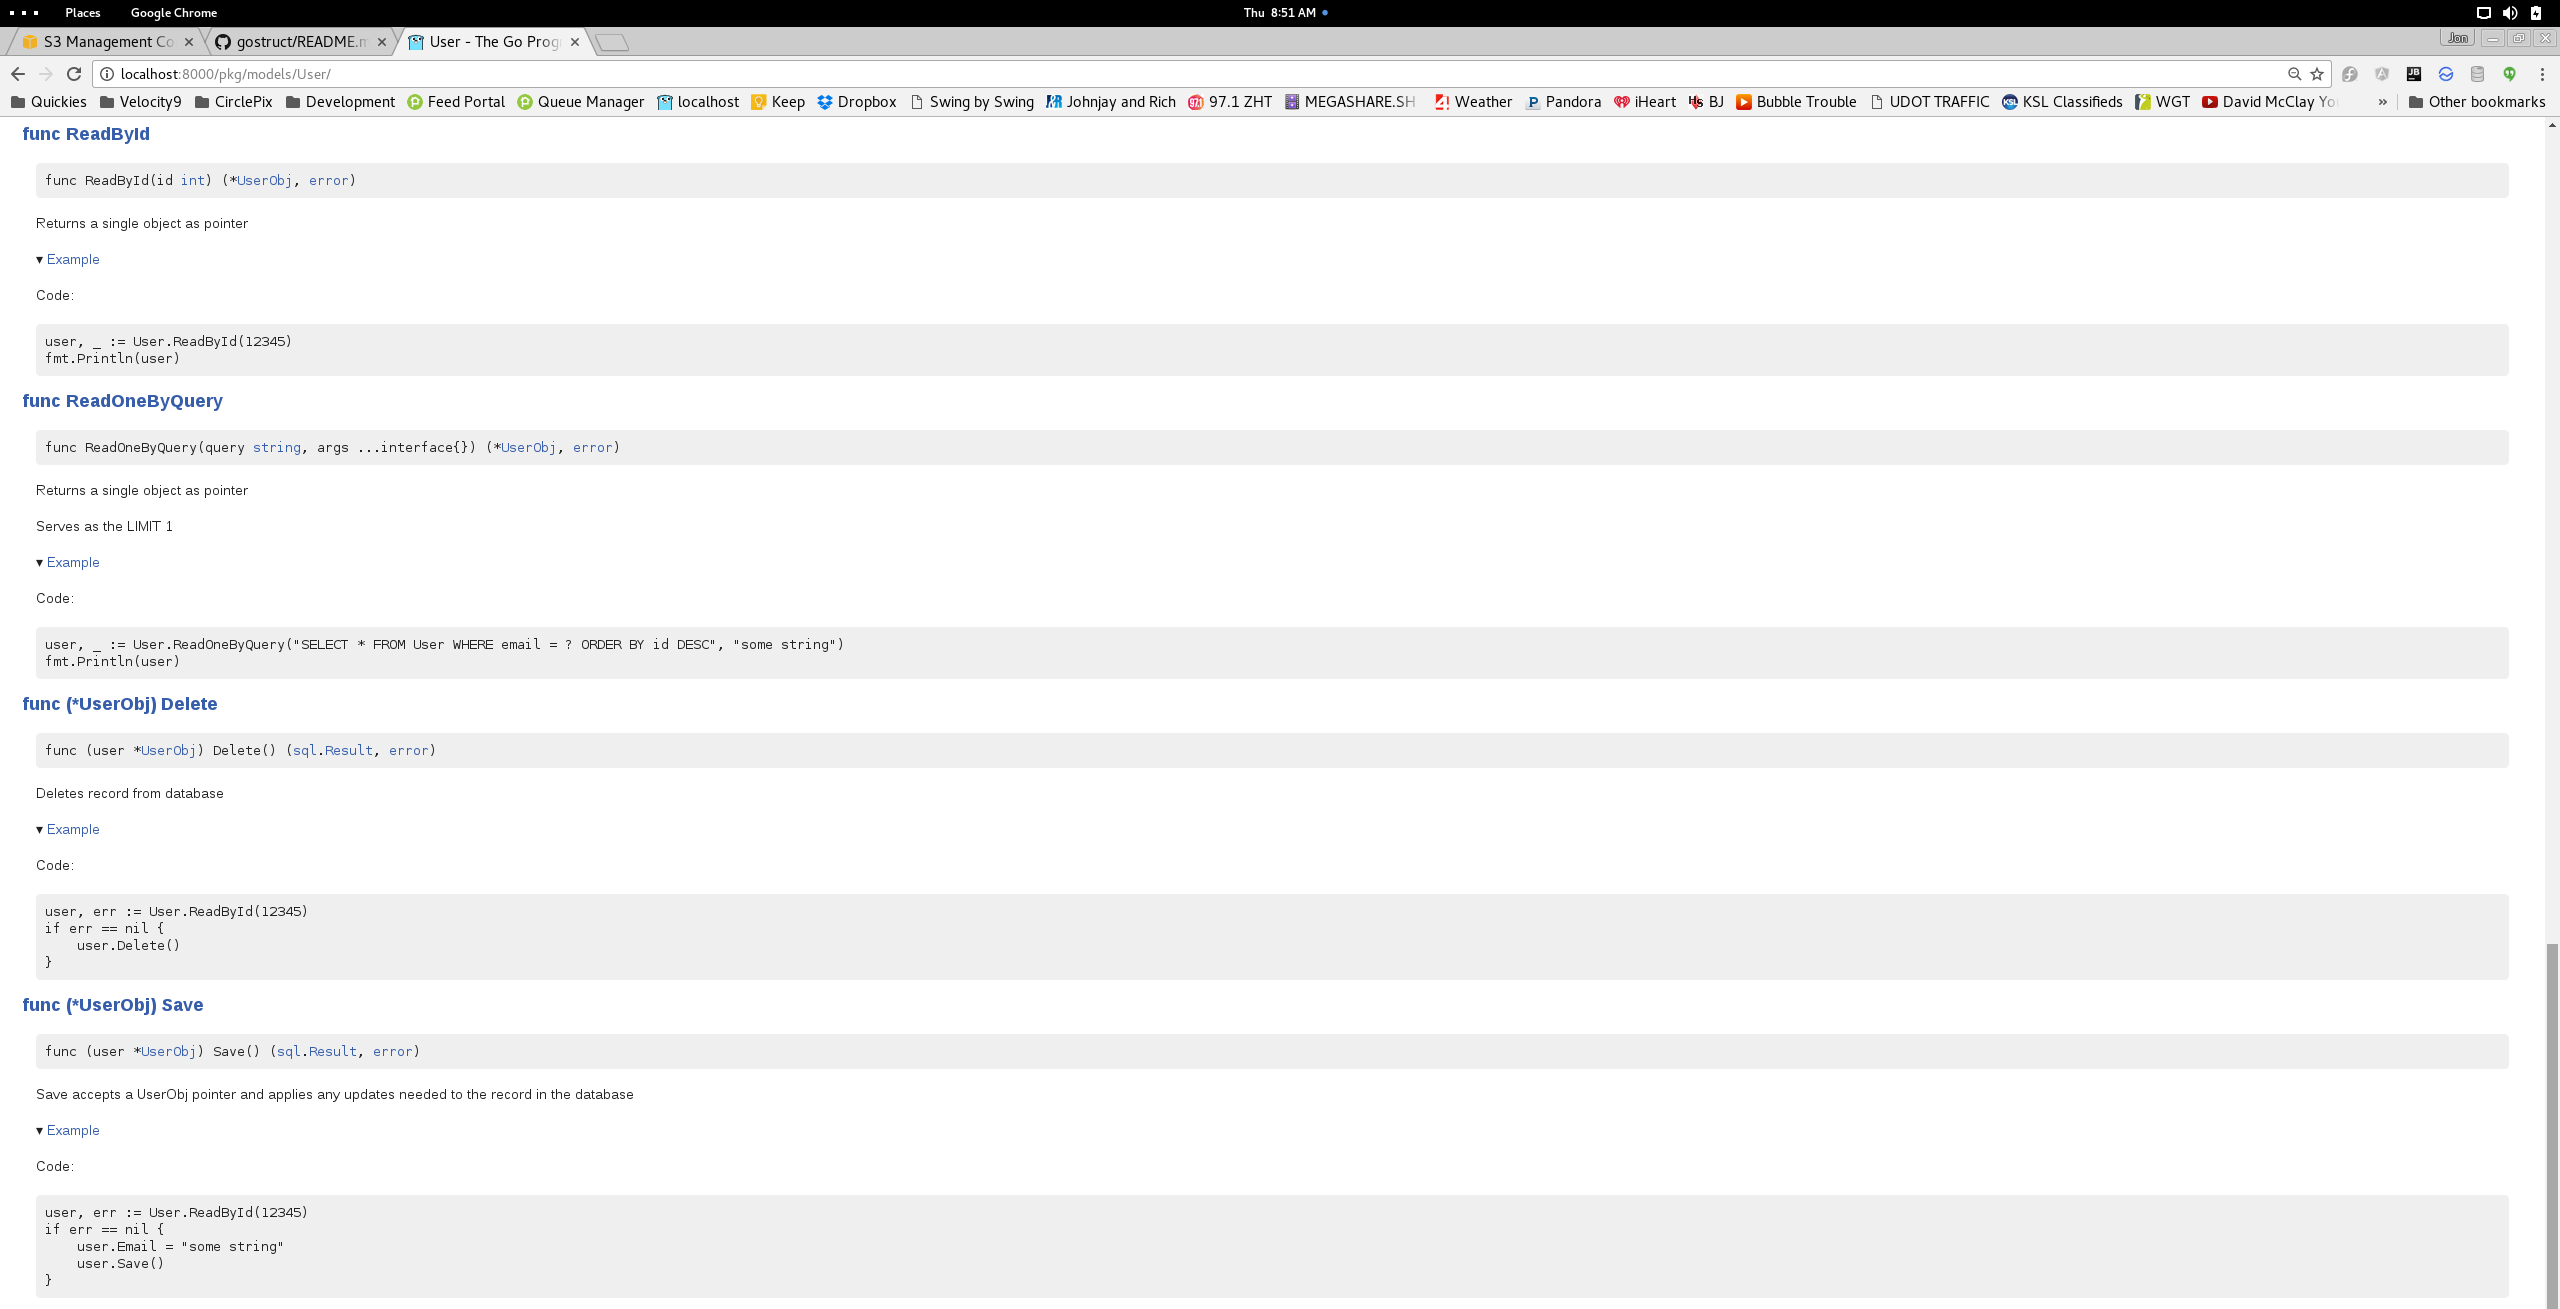 Places Google Chrome Thu 8:51 AM
S3 Management Co gostruct/README.m User - The Go Prog Jon
localhost:8000/pkg/models/User/
Quickies Velocity9 CirclePix Development Feed Portal Queue Manager localhost Keep Dropbox Swing by Swing Johnjay and Rich 97.1 ZHT MEGASHARE.SH Weather Pandora iHeart BJ Bubble Trouble UDOT TRAFFIC KSL Classifieds WGT David McClay You » Other bookmarks
func ReadById
func ReadById(id int) (*UserObj, error)
Returns a single object as pointer
▾ Example
Code:
user, _ := User.ReadById(12345)
fmt.Println(user)
func ReadOneByQuery
func ReadOneByQuery(query string, args ...interface{}) (*UserObj, error)
Returns a single object as pointer
Serves as the LIMIT 1
▾ Example
Code:
user, _ := User.ReadOneByQuery("SELECT * FROM User WHERE email = ? ORDER BY id DESC", "some string")
fmt.Println(user)
func (*UserObj) Delete
func (user *UserObj) Delete() (sql.Result, error)
Deletes record from database
▾ Example
Code:
user, err := User.ReadById(12345)
if err == nil {
    user.Delete()
}
func (*UserObj) Save
func (user *UserObj) Save() (sql.Result, error)
Save accepts a UserObj pointer and applies any updates needed to the record in the database
▾ Example
Code:
user, err := User.ReadById(12345)
if err == nil {
    user.Email = "some string"
    user.Save()
}